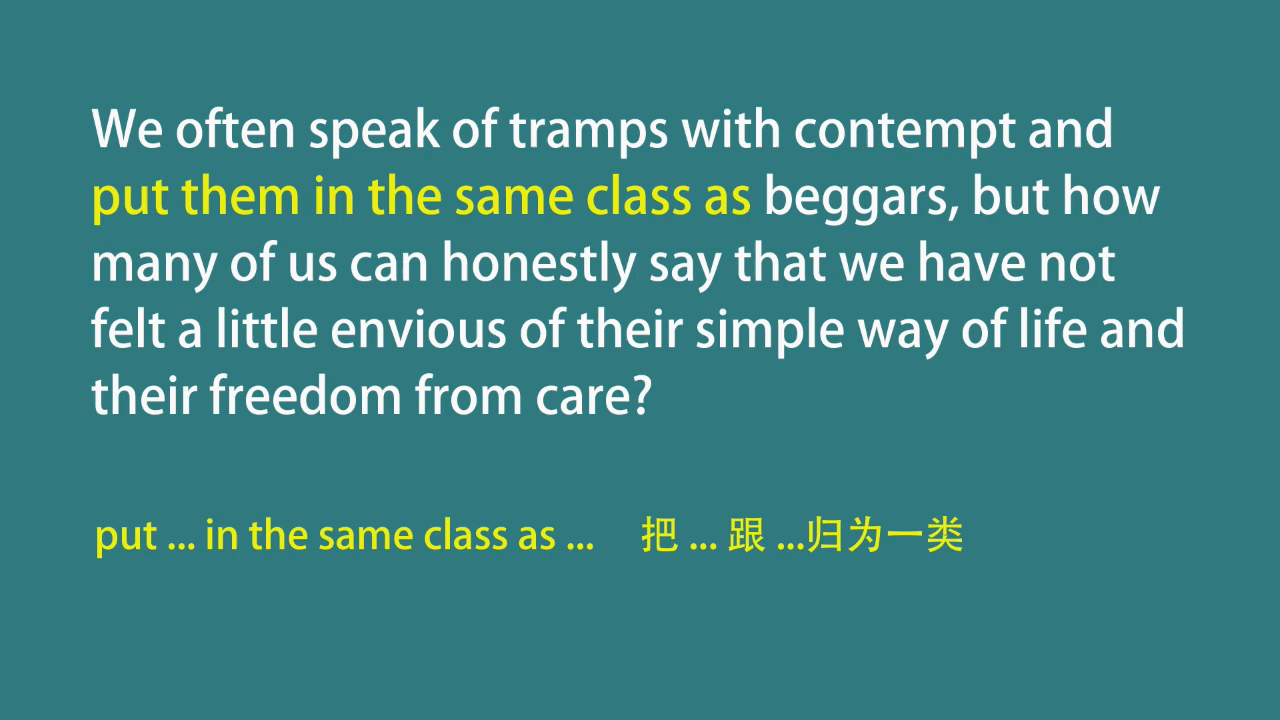 We often speak of tramps with contempt and
put them in the same class as beggars, but how
many of us can honestly say that we have not
felt a little envious of their simple way of life and
their freedom from care?
put ... in the same class as ... 把 ... 跟 ...归为一类